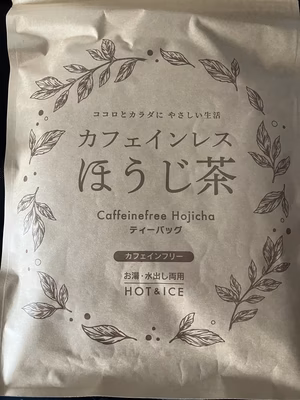 ココロとカラダに やさしい生活
カフェインレス
ほうじ茶
Caffeinefree Hojicha
ティーバッグ
カフェインフリー
お湯・水出し両用
HOT&ICE